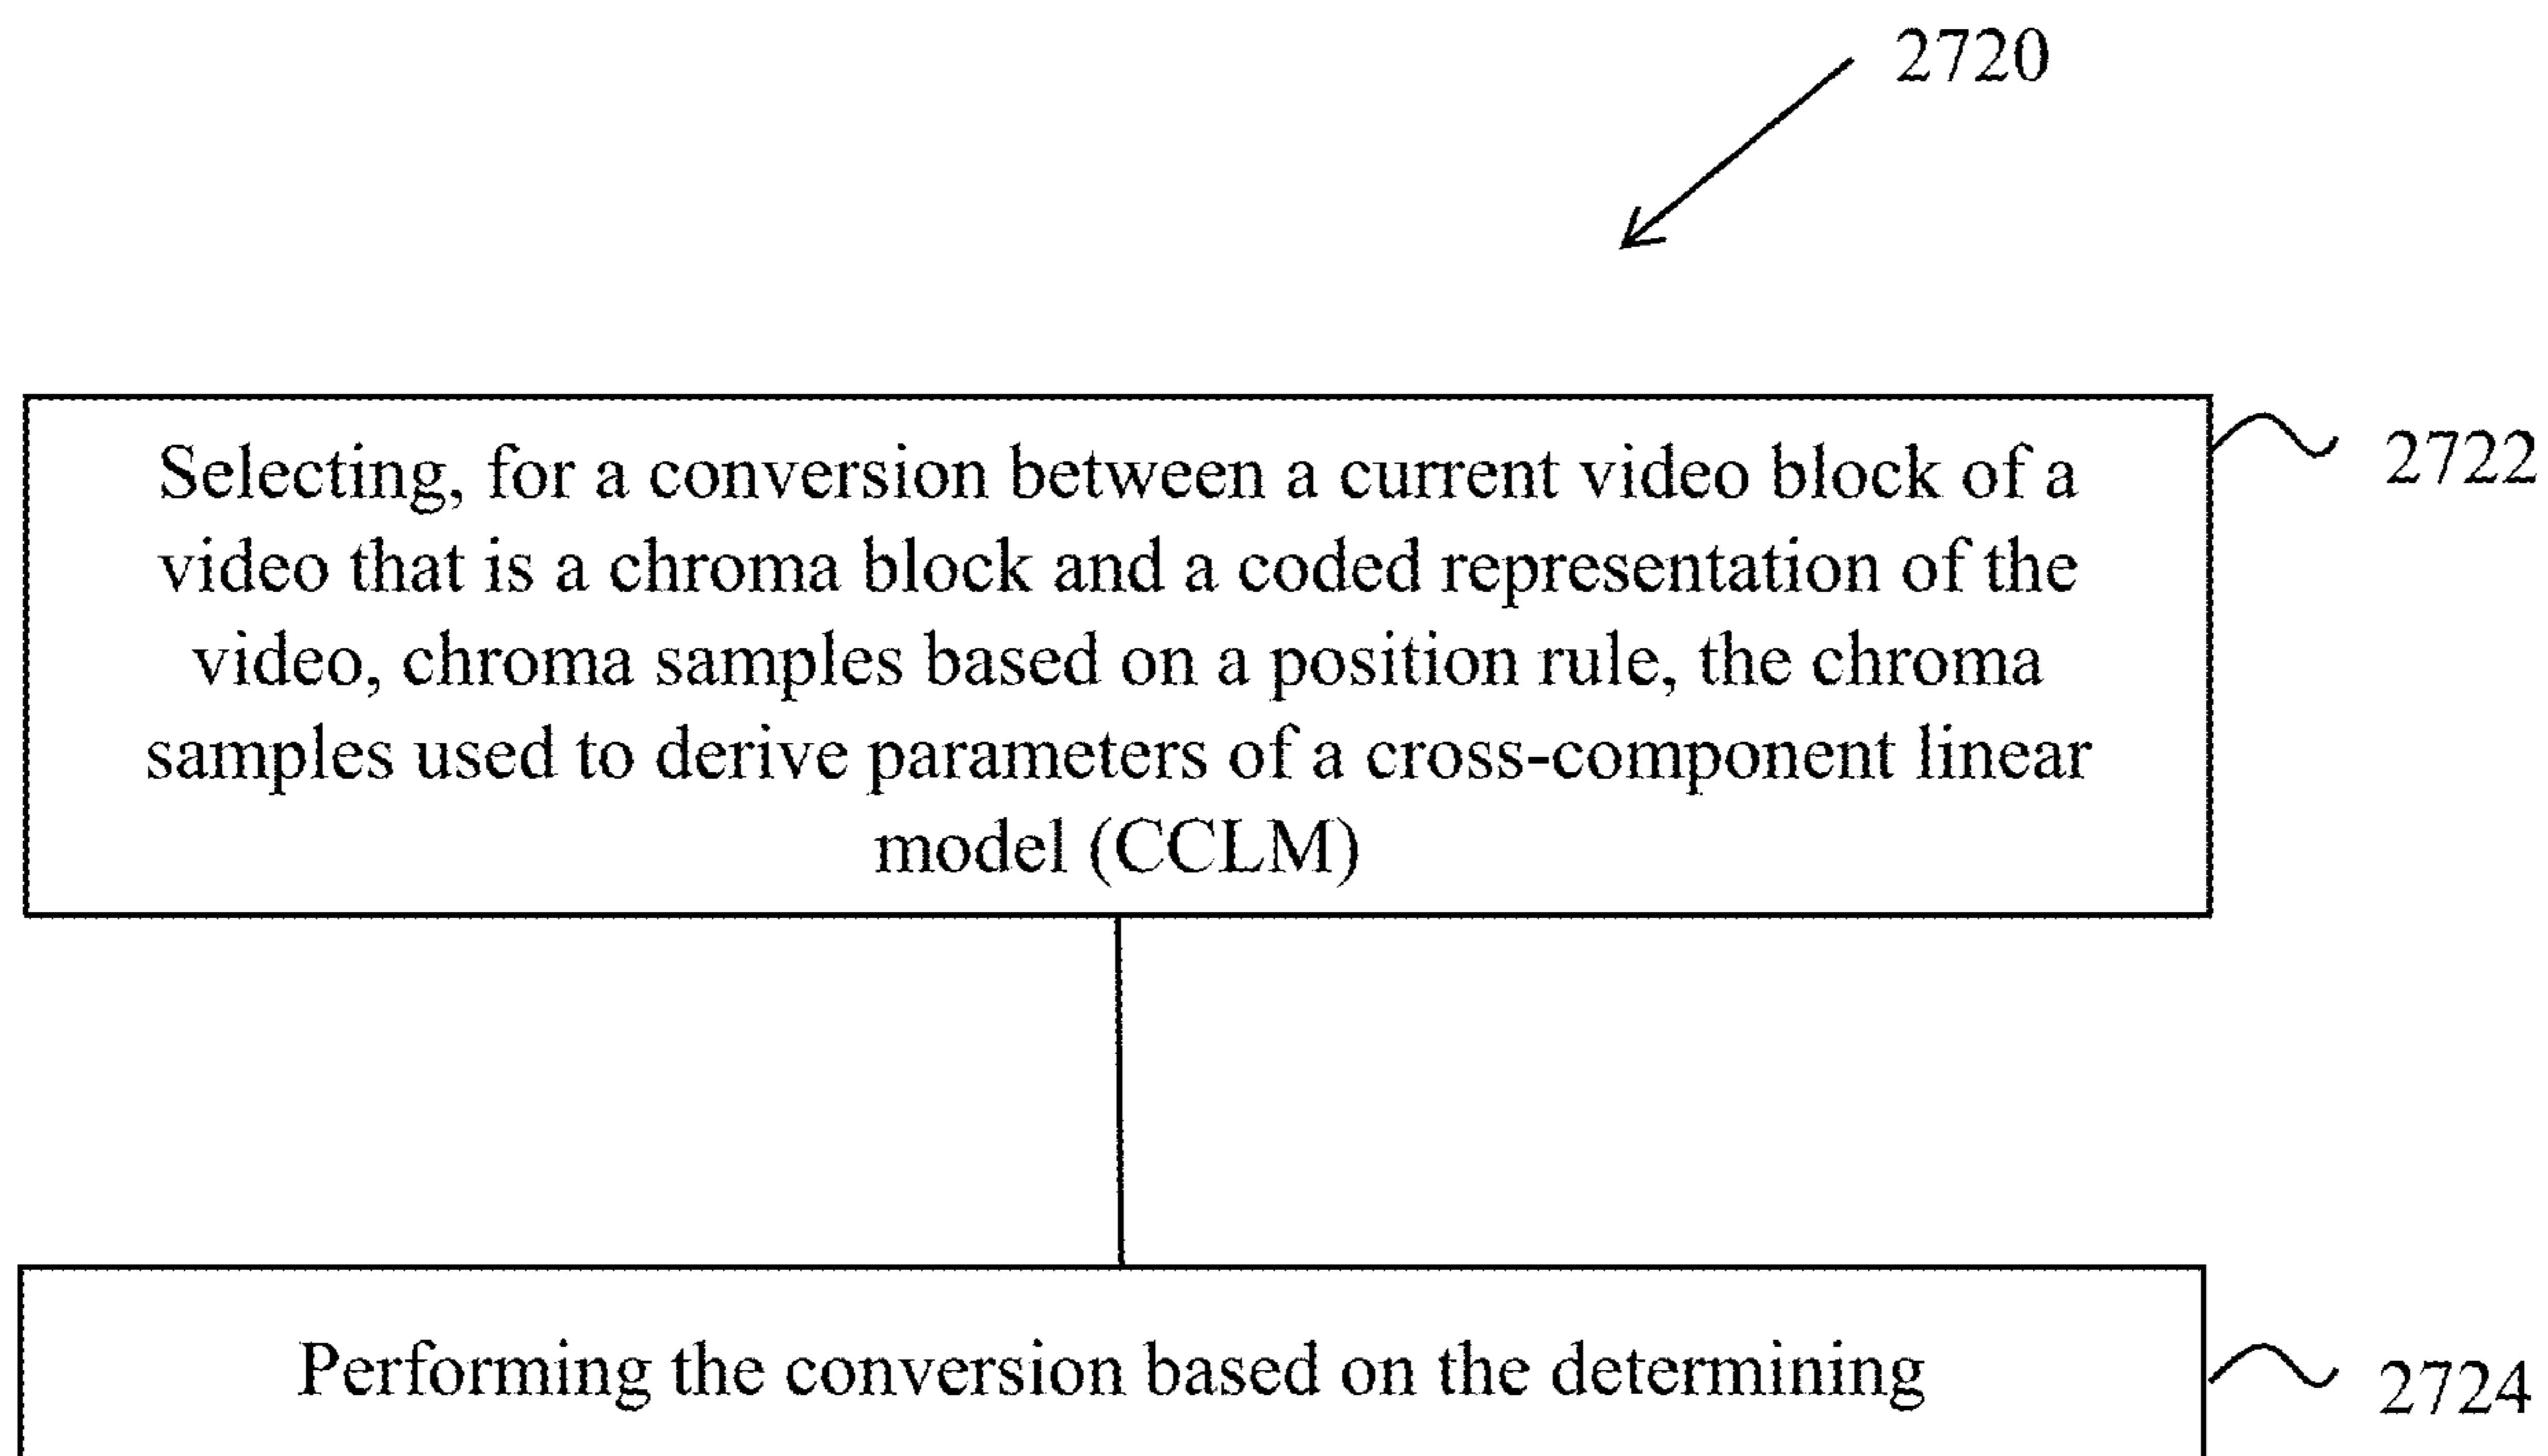 2720
Selecting, for a conversion between a current video block of a
2722
video that is a chroma block and a coded representation of the
video, chroma samples based on a position rule, the chroma
samples used to derive parameters of a cross-component linear
model (CCLM)
Performing the conversion based on the determining
2724